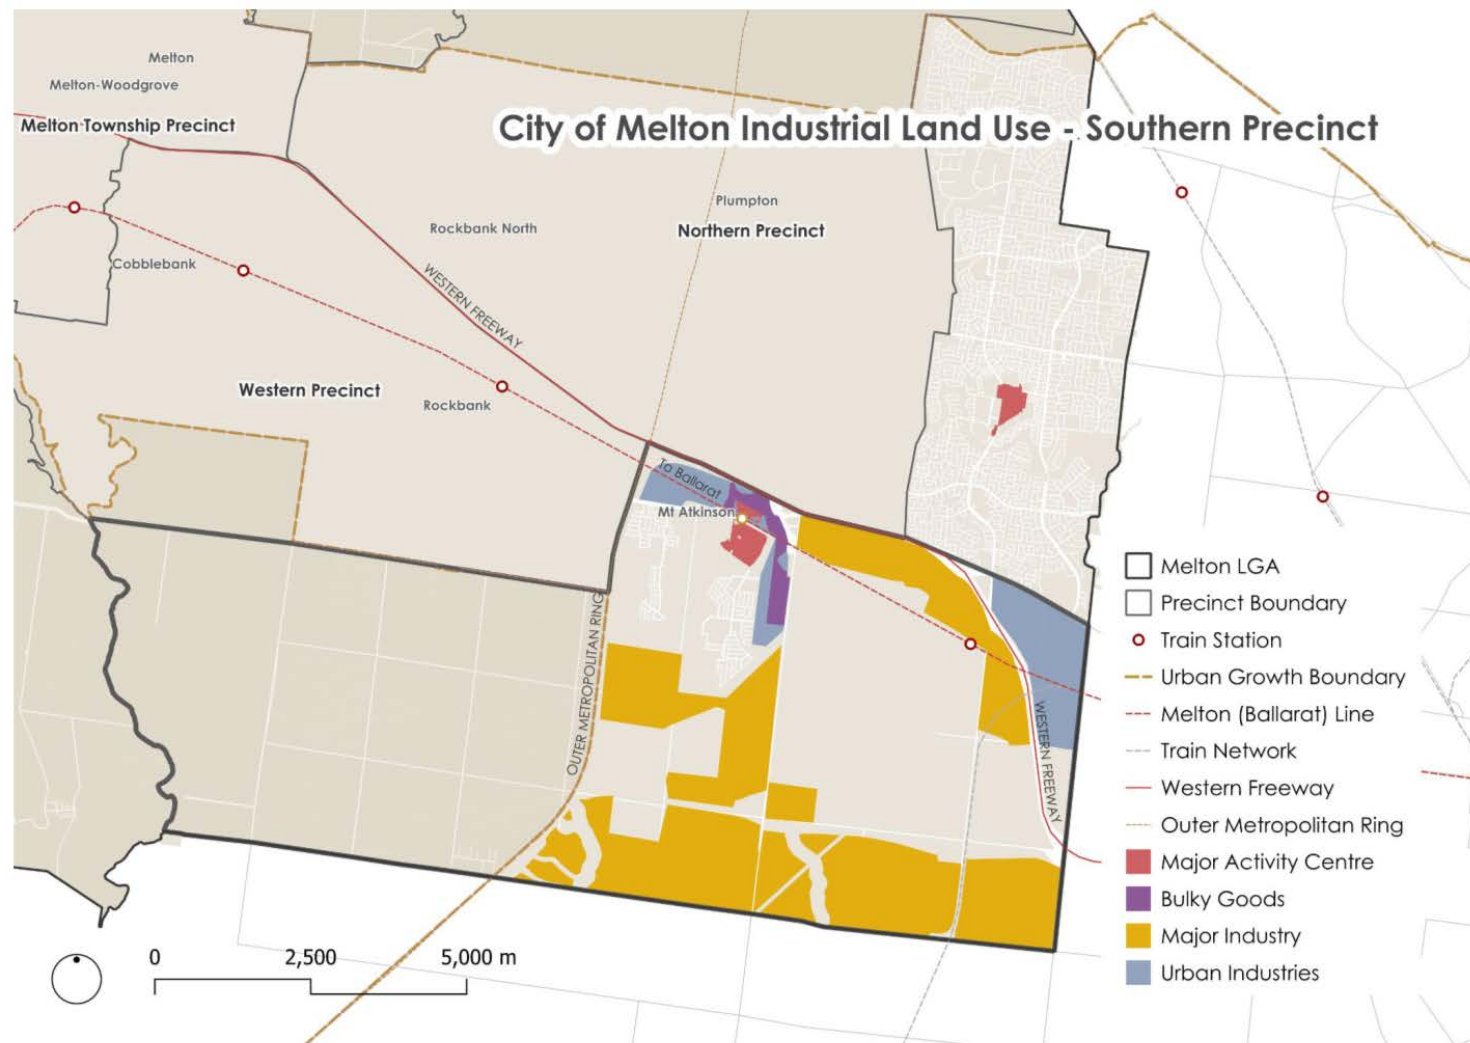 Melton
Melton-Woodgrove
Melton Township Precinct
City of Melton Industrial Land Use - Southern Precinct
Plumpton
Rockbank North
Northern Precinct
Cobblebank
WESTERN FREEWAY
Western Precinct
Rockbank
To Ballarat
Mt Atkinson
OUTER METROPOLITAN RING
WESTERN FREEWAY
Melton LGA
Precinct Boundary
Train Station
Urban Growth Boundary
Melton (Ballarat) Line
Train Network
Western Freeway
Outer Metropolitan Ring
Major Activity Centre
Bulky Goods
Major Industry
Urban Industries
0 2,500 5,000 m